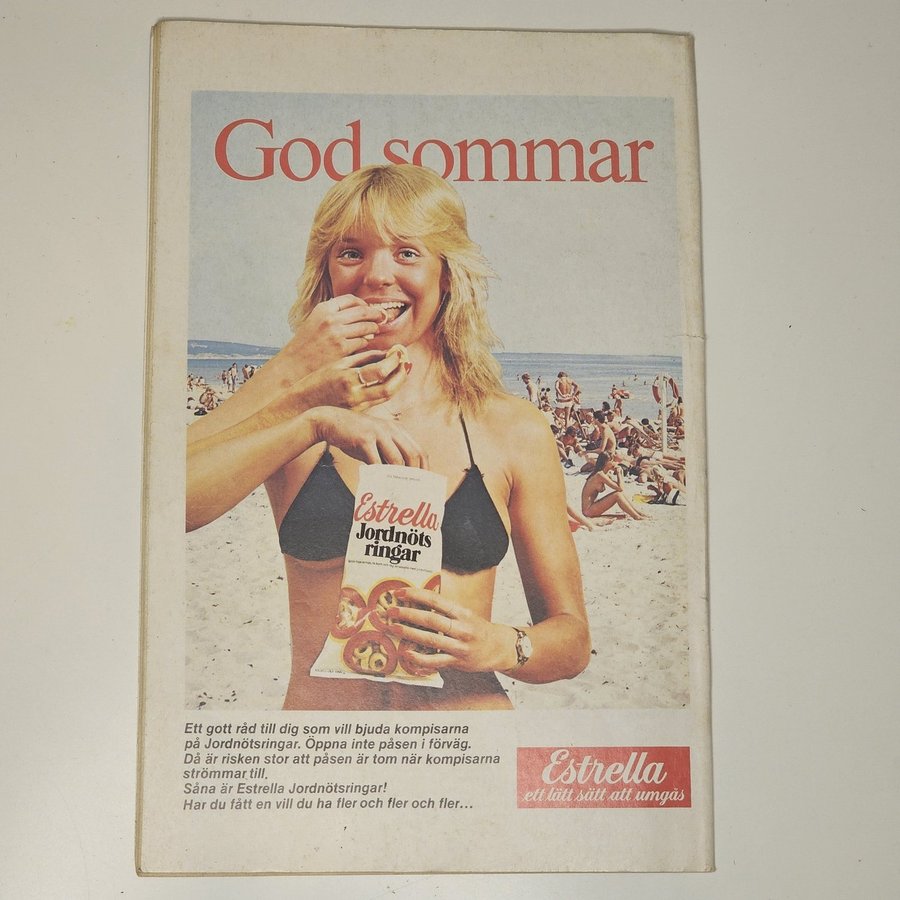 God sommar
Estrella
Jordnöts
ringar
Ett gott råd till dig som vill bjuda kompisarna
på Jordnötsringar. Öppna inte påsen i förväg.
Då är risken stor att påsen är tom när kompisarna
strömmar till.
Såna är Estrella Jordnötsringar!
Har du fått en vill du ha fler och fler och fler...
Estrella
ett lätt sätt att umgås